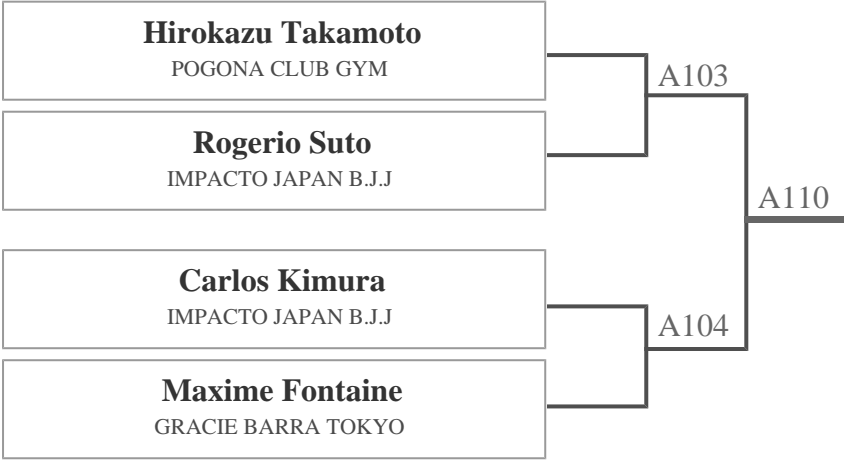 Hirokazu Takamoto
POGONA CLUB GYM
A103
Rogerio Suto
IMPACTO JAPAN B.J.J
A110
Carlos Kimura
IMPACTO JAPAN B.J.J
A104
Maxime Fontaine
GRACIE BARRA TOKYO